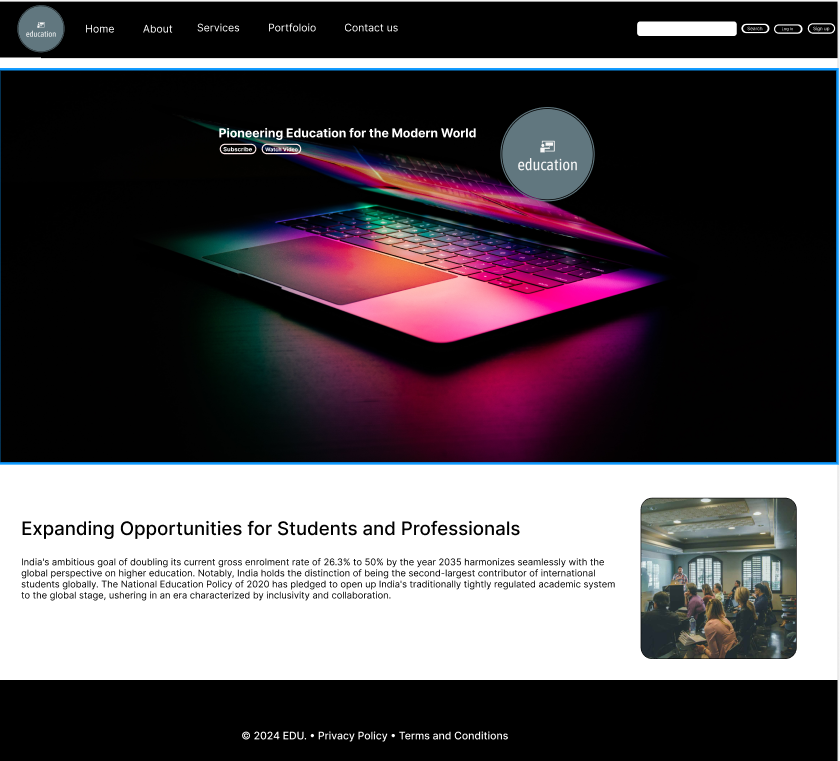 education
Home About Services Portfoloio Contact us Search Log in Sign up
Pioneering Education for the Modern World
Subscribe Watch Video
education
Expanding Opportunities for Students and Professionals
India's ambitious goal of doubling its current gross enrolment rate of 26.3% to 50% by the year 2035 harmonizes seamlessly with the
global perspective on higher education. Notably, India holds the distinction of being the second-largest contributor of international
students globally. The National Education Policy of 2020 has pledged to open up India's traditionally tightly regulated academic system
to the global stage, ushering in an era characterized by inclusivity and collaboration.
© 2024 EDU. • Privacy Policy • Terms and Conditions